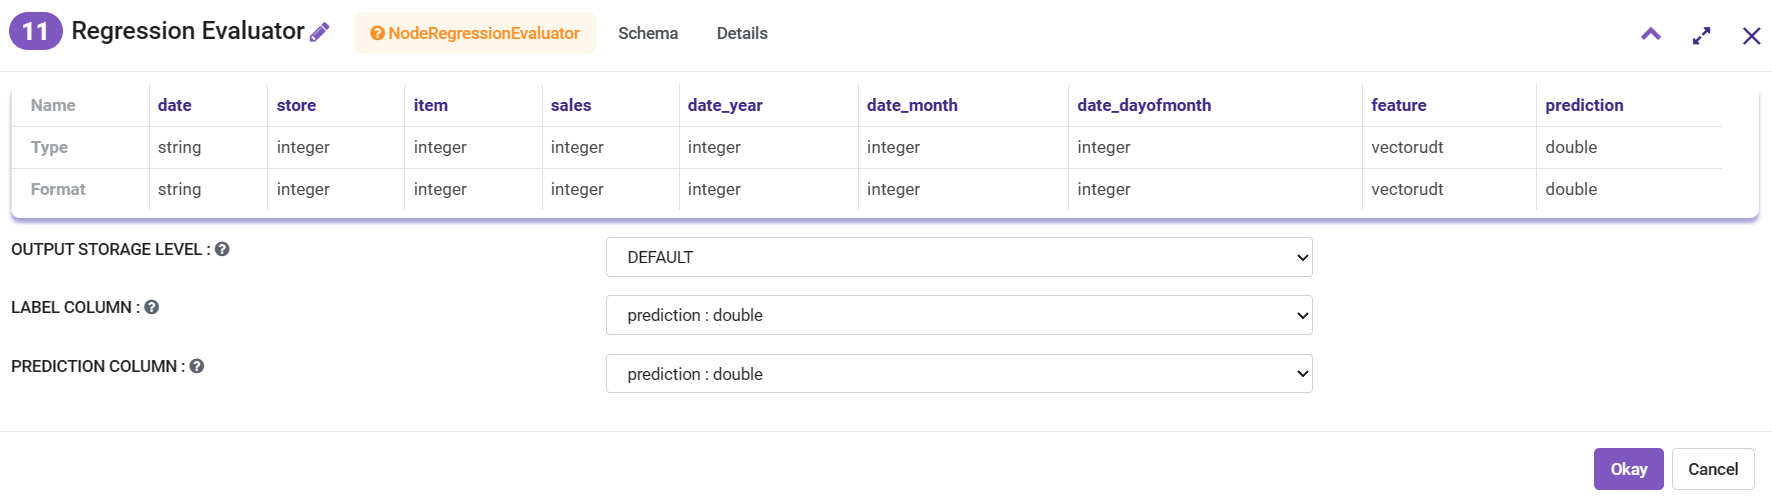 11 Regression Evaluator NodeRegressionEvaluator Schema Details
Name date store item sales date_year date_month date_dayofmonth feature prediction
Type string integer integer integer integer integer integer vectorudt double
Format string integer integer integer integer integer integer vectorudt double
OUTPUT STORAGE LEVEL : DEFAULT
LABEL COLUMN : prediction : double
PREDICTION COLUMN : prediction : double
Okay Cancel